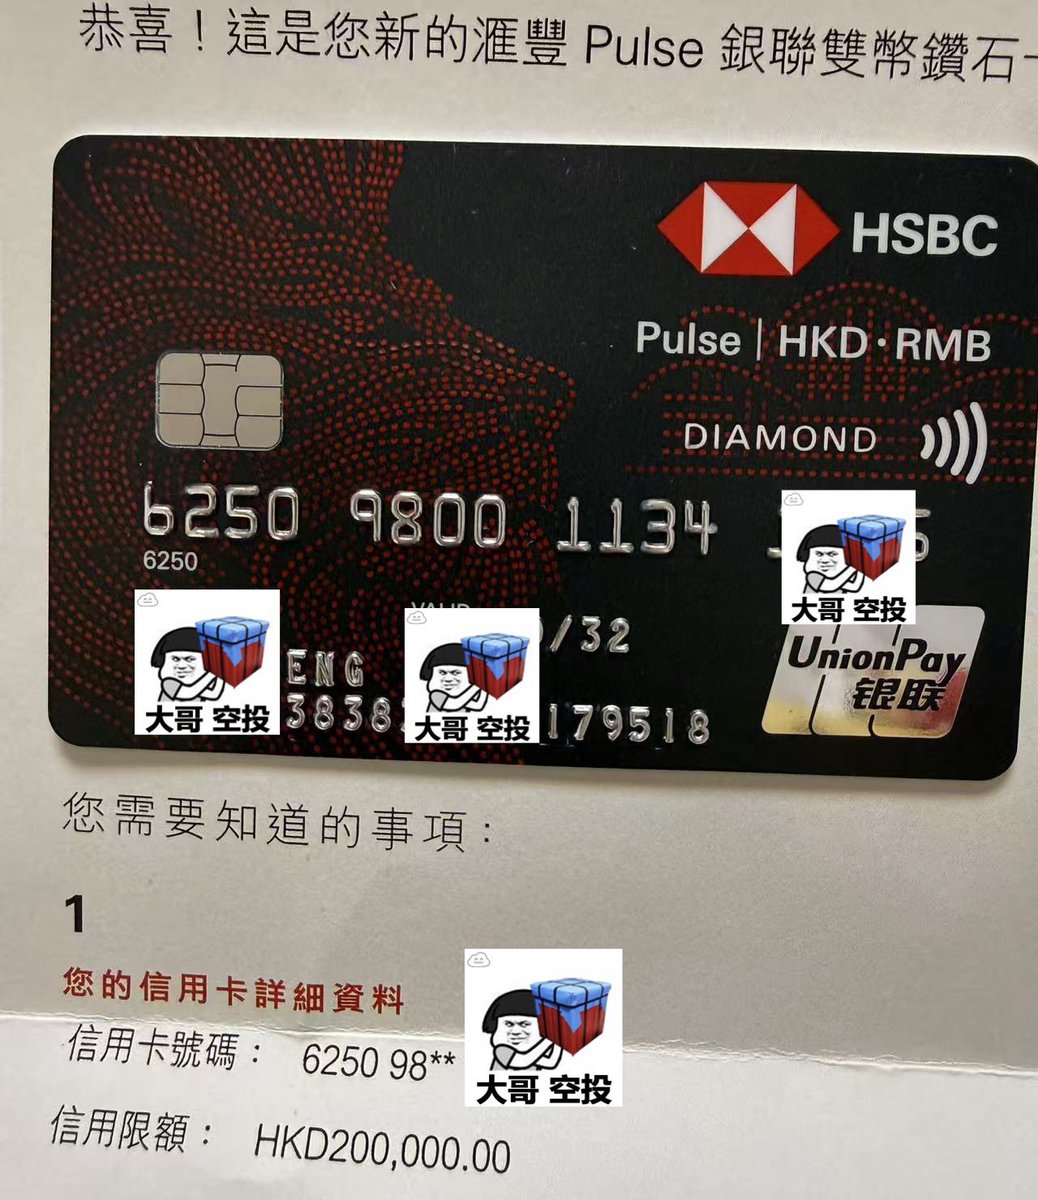 恭喜！這是您新的滙豐 Pulse 銀聯雙幣鑽石
HSBC
Pulse | HKD·RMB
DIAMOND
6250 9800 1134
6250
VALID
/32
大哥 空投
UnionPay
银联
ENG
3838
179518
大哥 空投
大哥 空投
您需要知道的事項：
1
您的信用卡詳細資料
信用卡號碼： 6250 98**
大哥 空投
信用限額： HKD200,000.00